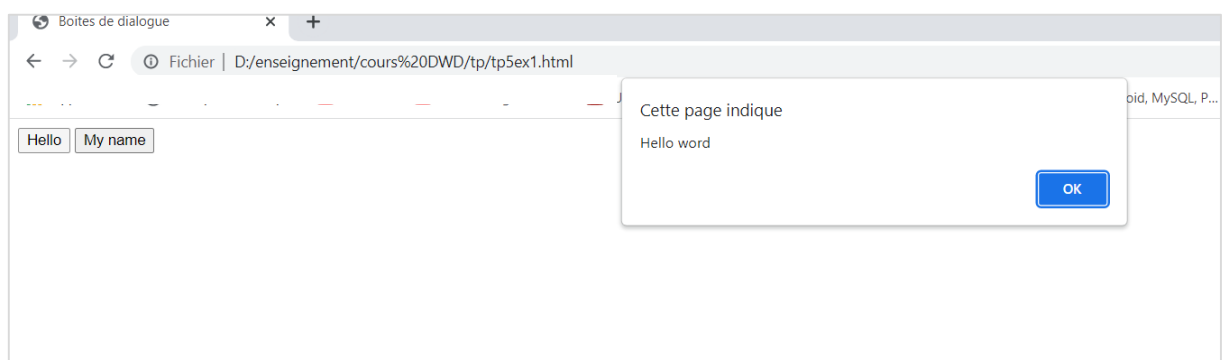 Boites de dialogue
Fichier | D:/enseignement/cours%20DWD/tp/tp5ex1.html
oid, MySQL, P...
Cette page indique
Hello My name
Hello word
OK